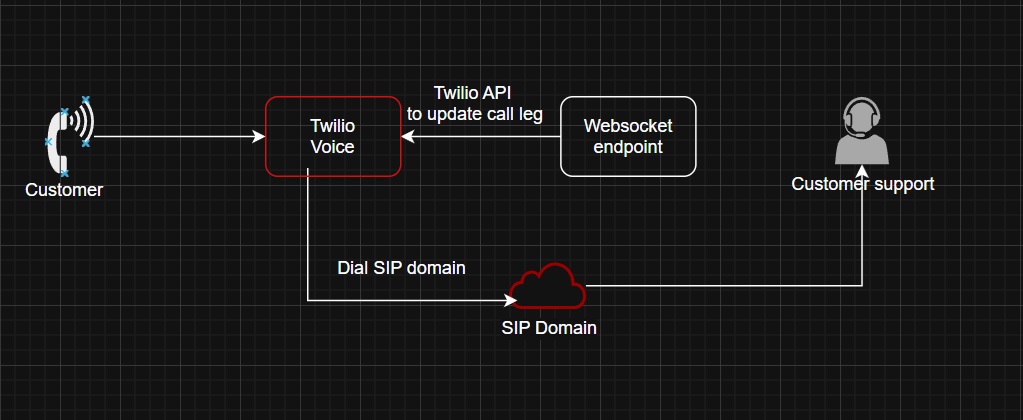 Twilio API
to update call leg
Twilio
Voice
Websocket
endpoint
Customer
Customer support
Dial SIP domain
SIP Domain